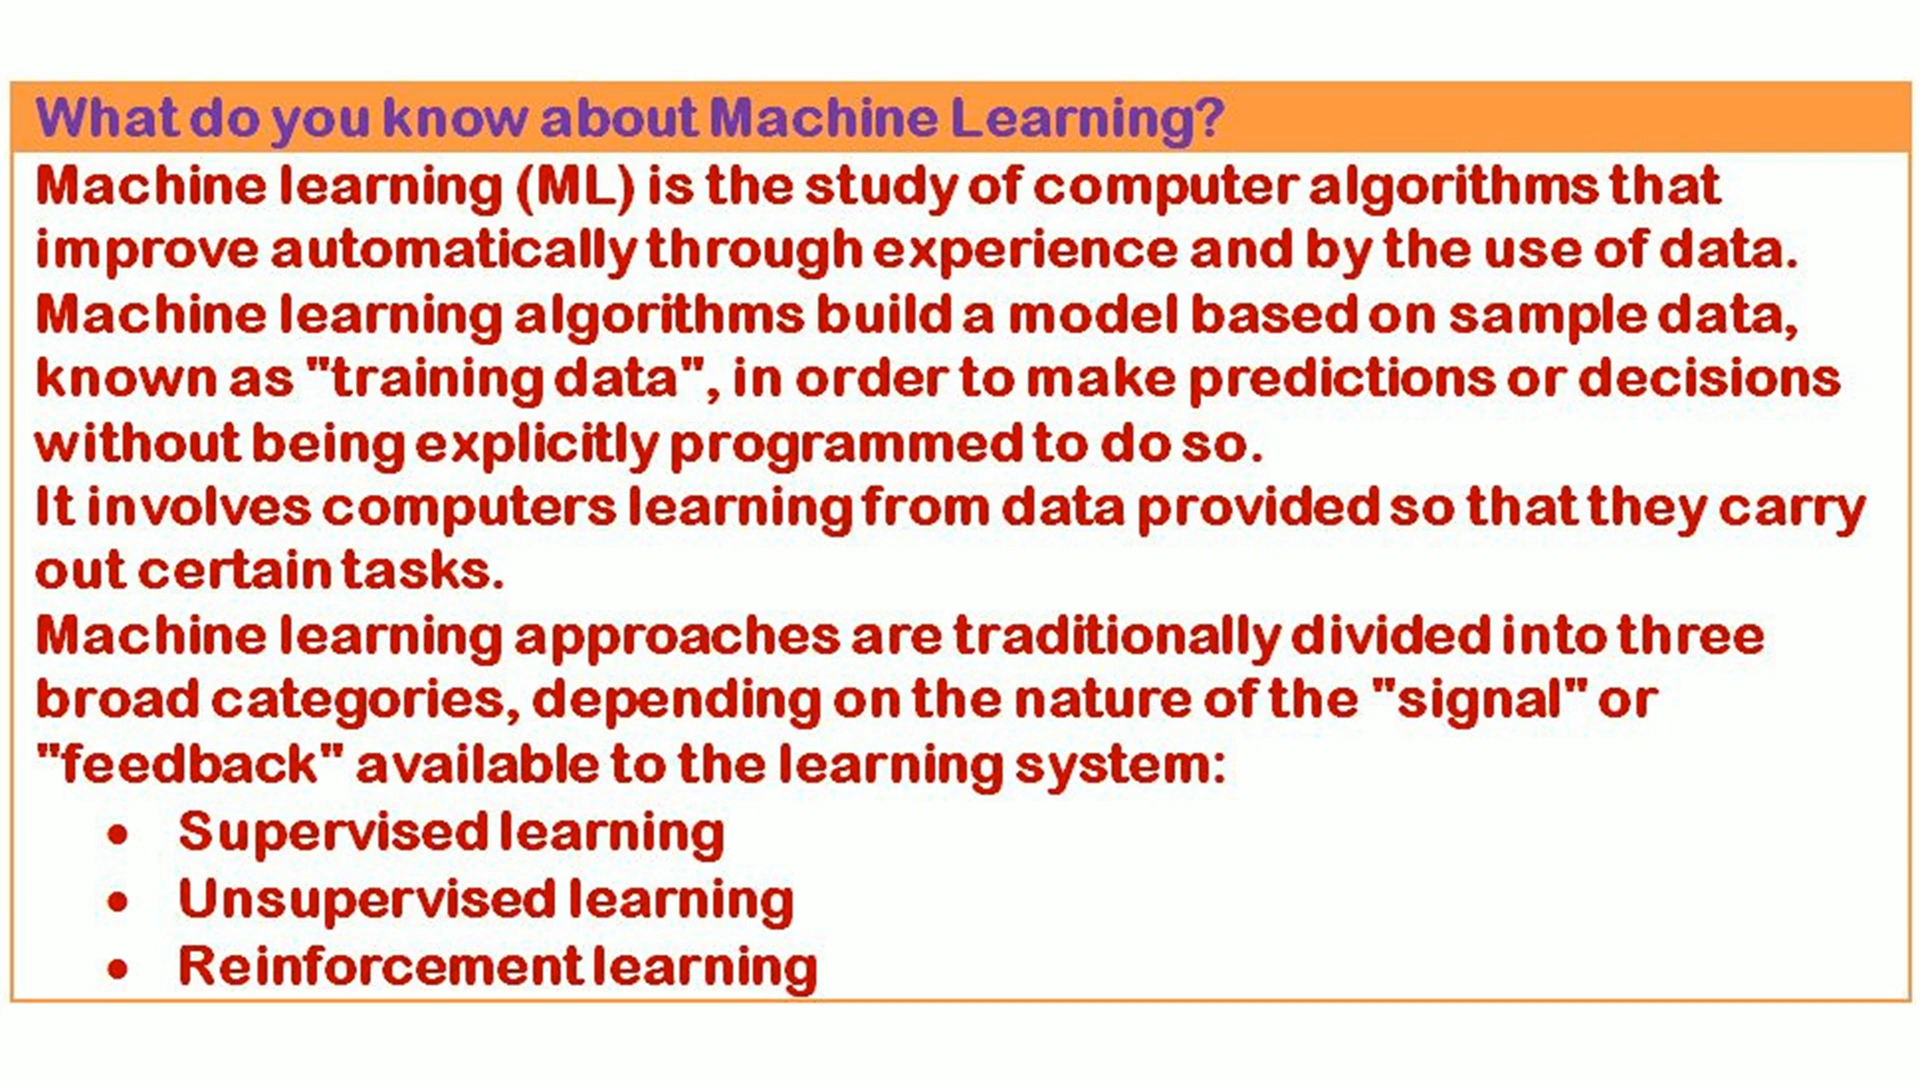 What do you know about Machine Learning?
Machine learning (ML) is the study of computer algorithms that
improve automatically through experience and by the use of data.
Machine learning algorithms build a model based on sample data,
known as "training data", in order to make predictions or decisions
without being explicitly programmed to do so.
It involves computers learning from data provided so that they carry
out certain tasks.
Machine learning approaches are traditionally divided into three
broad categories, depending on the nature of the "signal" or
"feedback" available to the learning system:
• Supervised learning
• Unsupervised learning
• Reinforcement learning